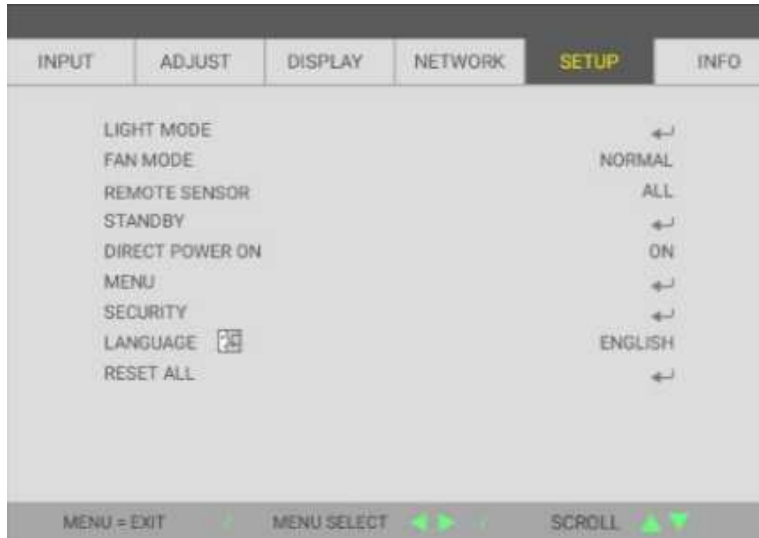 INPUT ADJUST DISPLAY NETWORK SETUP INFO
LIGHT MODE
FAN MODE NORMAL
REMOTE SENSOR ALL
STANDBY
DIRECT POWER ON ON
MENU
SECURITY
LANGUAGE ENGLISH
RESET ALL
MENU = EXIT / MENU SELECT / SCROLL